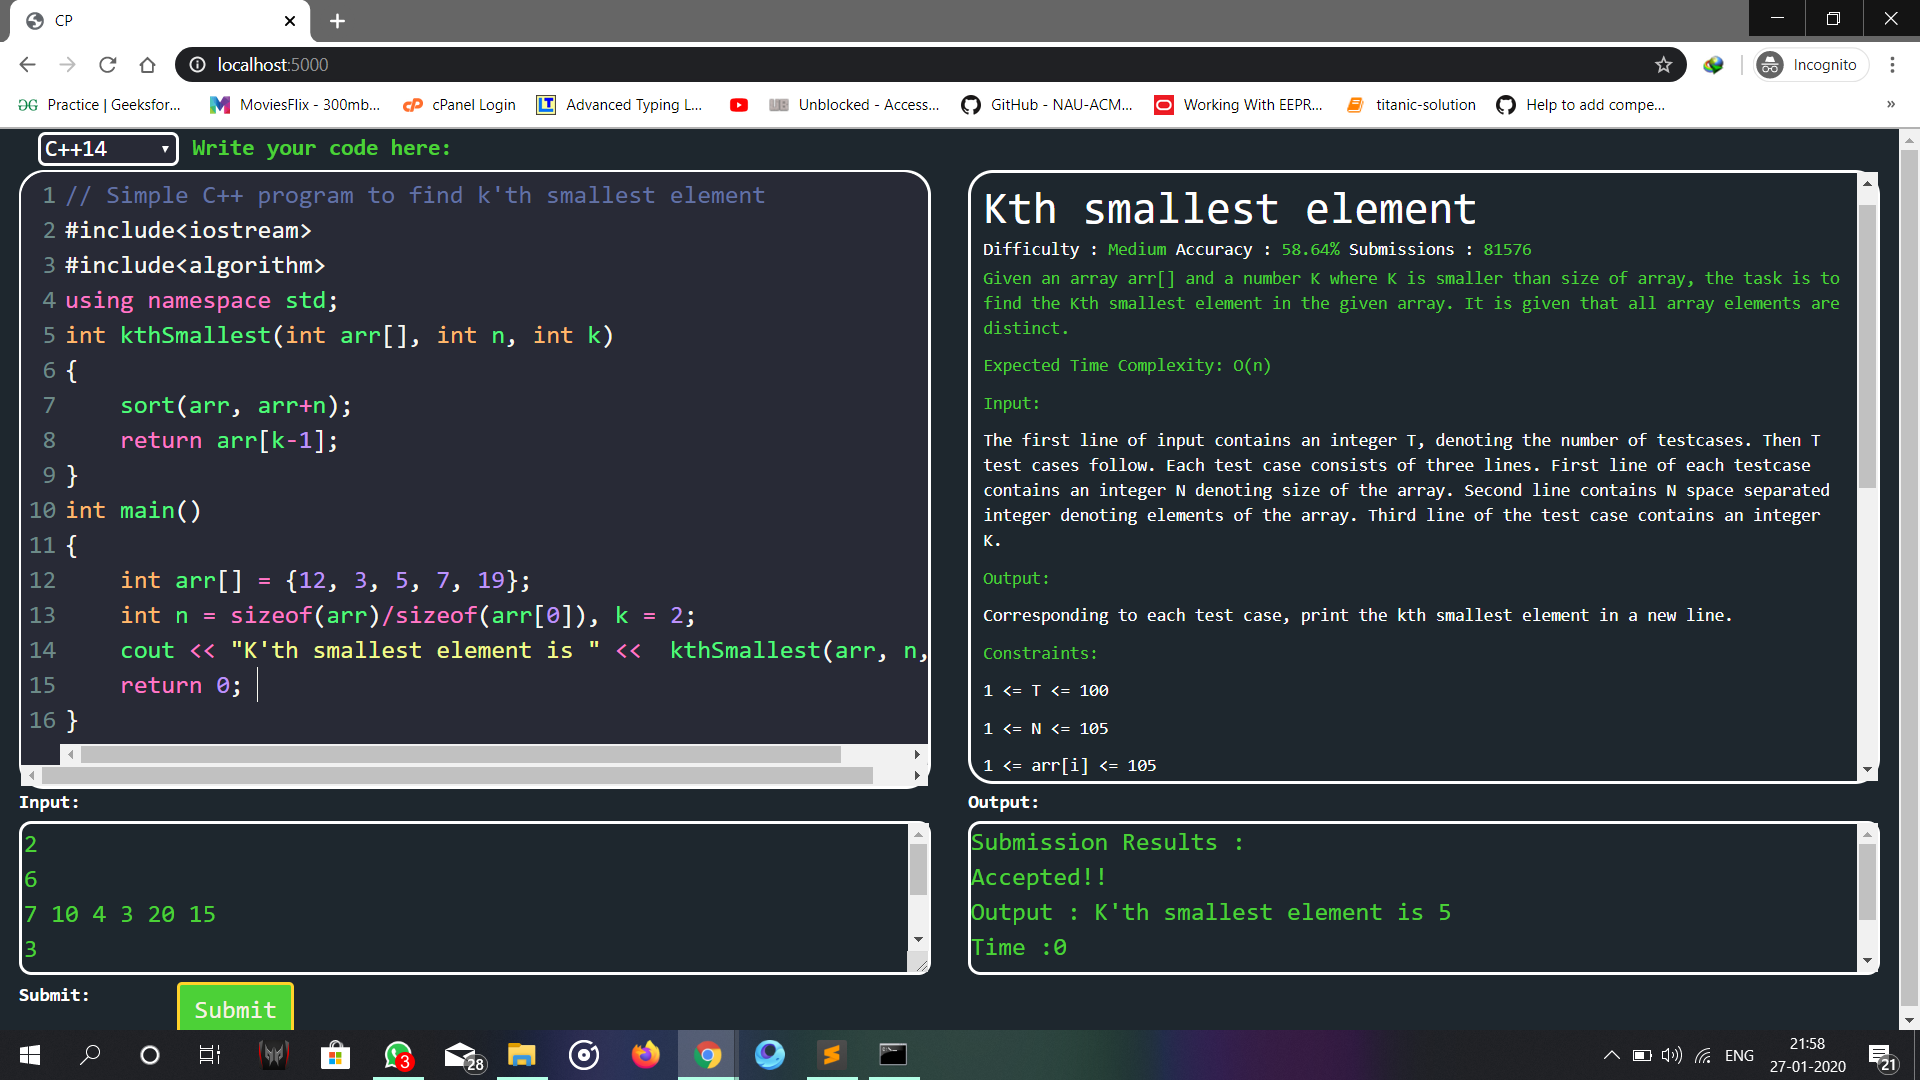 CP
localhost:5000
Incognito
Practice | Geeksfor...
MoviesFlix - 300mb...
cPanel Login
Advanced Typing L...
Unblocked - Access...
GitHub - NAU-ACM...
Working With EEPR...
titanic-solution
Help to add compe...
»
C++14
Write your code here:
1 // Simple C++ program to find k'th smallest element
2 #include<iostream>
3 #include<algorithm>
4 using namespace std;
5 int kthSmallest(int arr[], int n, int k)
6 {
7     sort(arr, arr+n);
8     return arr[k-1];
9 }
10 int main()
11 {
12     int arr[] = {12, 3, 5, 7, 19};
13     int n = sizeof(arr)/sizeof(arr[0]), k = 2;
14     cout << "K'th smallest element is " <<  kthSmallest(arr, n,
15     return 0;
16 }
Kth smallest element
Difficulty : Medium Accuracy : 58.64% Submissions : 81576
Given an array arr[] and a number K where K is smaller than size of array, the task is to
find the Kth smallest element in the given array. It is given that all array elements are
distinct.
Expected Time Complexity: O(n)
Input:
The first line of input contains an integer T, denoting the number of testcases. Then T
test cases follow. Each test case consists of three lines. First line of each testcase
contains an integer N denoting size of the array. Second line contains N space separated
integer denoting elements of the array. Third line of the test case contains an integer
K.
Output:
Corresponding to each test case, print the kth smallest element in a new line.
Constraints:
1 <= T <= 100
1 <= N <= 105
1 <= arr[i] <= 105
Input:
2
6
7 10 4 3 20 15
3
Output:
Submission Results :
Accepted!!
Output : K'th smallest element is 5
Time :0
Submit:
Submit
3
28
ENG
21:58
27-01-2020
21